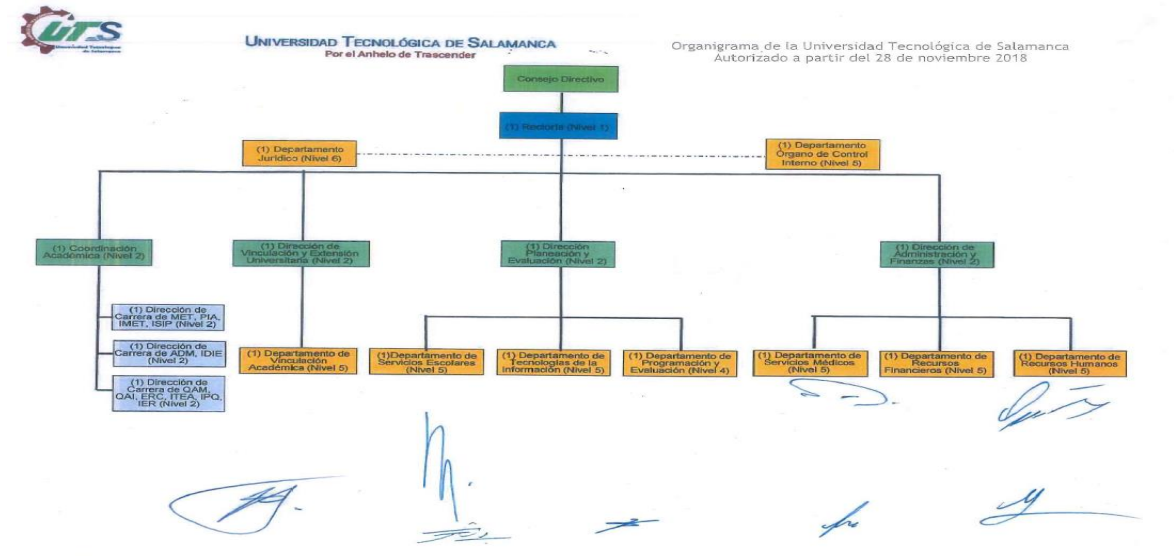 UTS
Universidad Tecnológica
de Salamanca
UNIVERSIDAD TECNOLÓGICA DE SALAMANCA
Por el Anhelo de Trascender
Organigrama de la Universidad Tecnológica de Salamanca
Autorizado a partir del 28 de noviembre 2018
Consejo Directivo
(1) Rectoría (Nivel 1)
(1) Departamento
Jurídico (Nivel 6)
(1) Departamento
Órgano de Control
Interno (Nivel 5)
(1) Coordinación
Académica (Nivel 2)
(1) Dirección de
Vinculación y Extensión
Universitaria (Nivel 2)
(1) Dirección
Planeación y
Evaluación (Nivel 2)
(1) Dirección de
Administración y
Finanzas (Nivel 2)
(1) Dirección de
Carrera de MET, PIA,
IMET, ISIP (Nivel 2)
(1) Dirección de
Carrera de ADM, IDIE
(Nivel 2)
(1) Dirección de
Carrera de QAM,
QAI, ERC, ITEA, IPQ,
IER (Nivel 2)
(1) Departamento de
Vinculación
Académica (Nivel 5)
(1)Departamento de
Servicios Escolares
(Nivel 5)
(1) Departamento de
Tecnologías de la
Información (Nivel 5)
(1) Departamento de
Programación y
Evaluación (Nivel 4)
(1) Departamento de
Servicios Médicos
(Nivel 5)
(1) Departamento de
Recursos
Financieros (Nivel 5)
(1) Departamento de
Recursos Humanos
(Nivel 5)